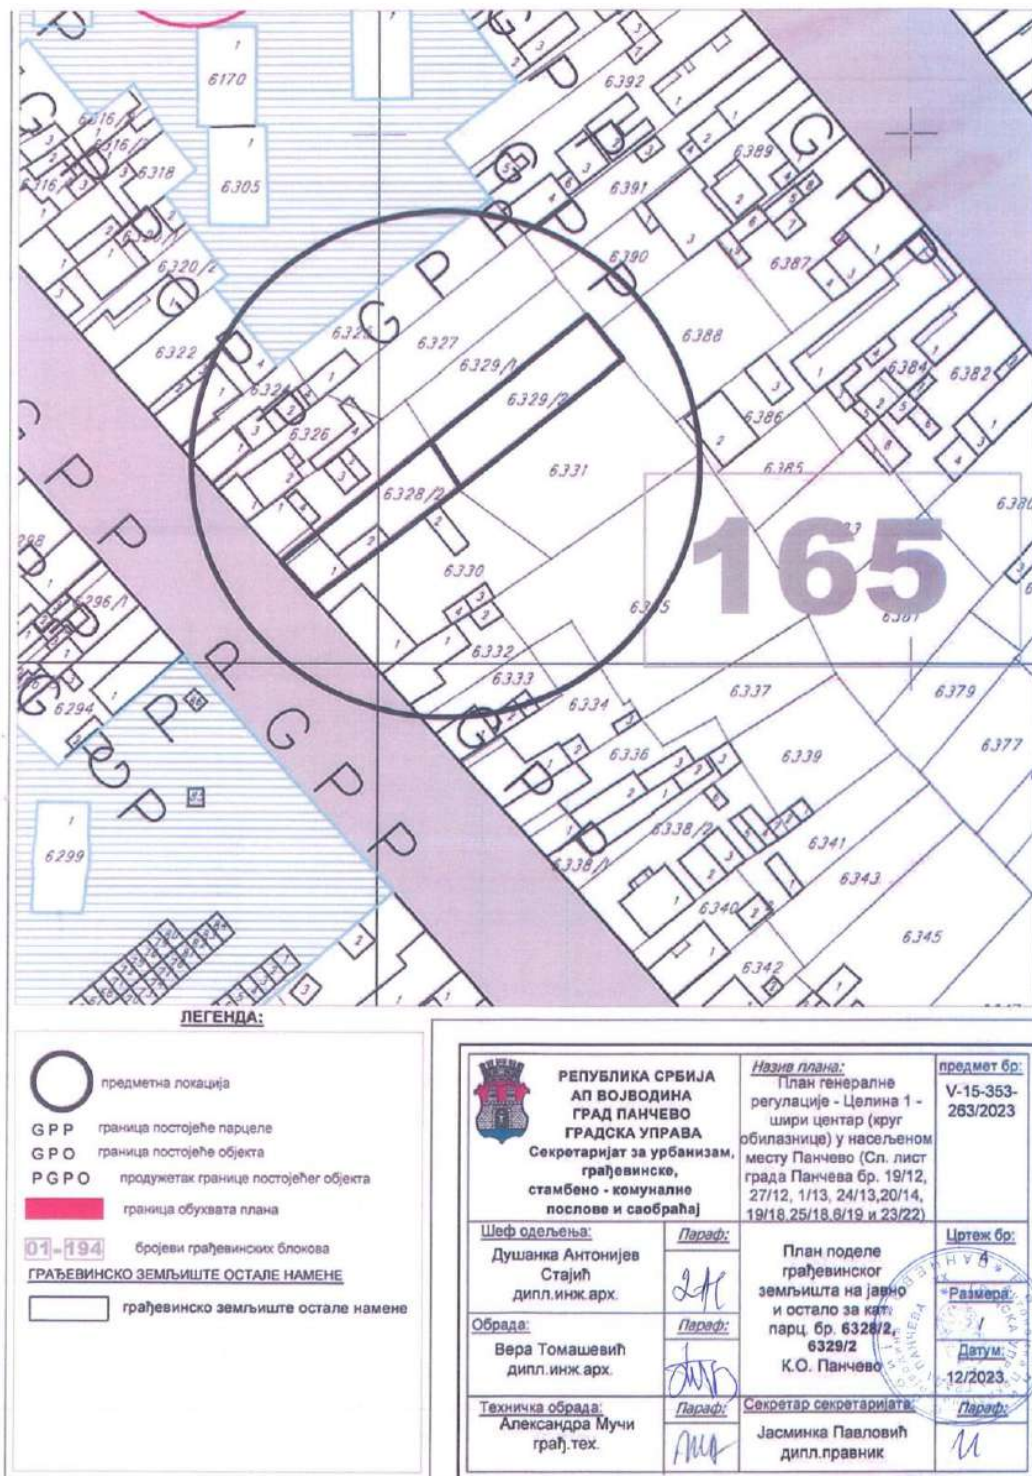 6170
6305
6318
6320/2
6322
6392
6391
6390
6389
6387
6388
6386
6385
6384
6382
6327
6329/1
6329/2
6326
6328/2
6331
6330
165
6332
6333
6334
6336
6337
6339
6338/2
6338/1
6340
6341
6342
6343
6345
6379
6377
6294
6299
G P P
ЛЕГЕНДА:
предметна локација
G P P граница постојеће парцеле
G P O граница постојеће објекта
P G P O продужетак границе постојећег објекта
граница обухвата плана
01-194 бројеви грађевинских блокова
ГРАЂЕВИНСКО ЗЕМЉИШТЕ ОСТАЛЕ НАМЕНЕ
грађевинско земљиште остале намене
РЕПУБЛИКА СРБИЈА
АП ВОЈВОДИНА
ГРАД ПАНЧЕВО
ГРАДСКА УПРАВА
Секретаријат за урбанизам,
грађевинске,
стамбено - комуналне
послове и саобраћај
Назив плана:
План генералне
регулације - Целина 1 -
шири центар (круг
обилазнице) у насељеном
месту Панчево (Сл. лист
града Панчева бр. 19/12,
27/12, 1/13, 24/13,20/14,
19/18,25/18,6/19 и 23/22)
предмет бр:
V-15-353-
263/2023
Шеф одељења:
Душанка Антонијев
Стајић
дипл.инж.арх.
Параф:
Обрада:
Вера Томашевић
дипл.инж.арх.
Параф:
Техничка обрада:
Александра Мучи
грађ.тех.
Параф:
План поделе
грађевинског
земљишта на јавно
и остало за кат.
парц. бр. 6328/2,
6329/2
К.О. Панчево
Цртеж бр:
4
Размера:
/
Датум:
12/2023.
Секретар секретаријата:
Јасминка Павловић
дипл.правник
Параф: